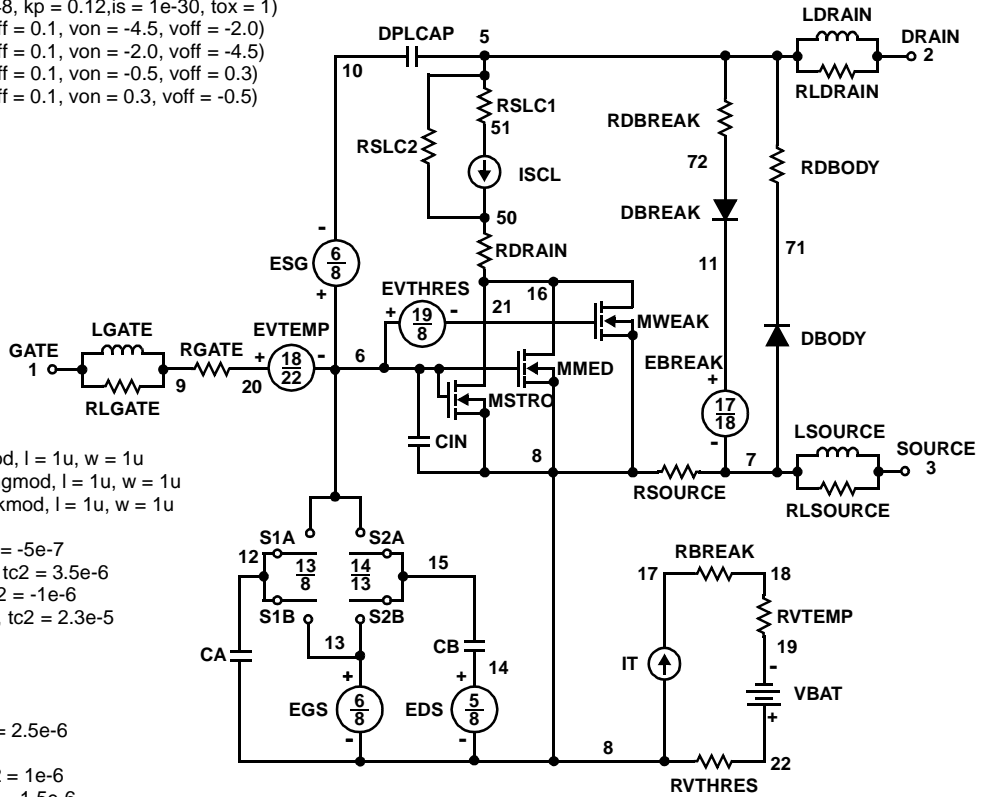 48, kp = 0.12,is = 1e-30, tox = 1)
ff = 0.1, von = -4.5, voff = -2.0)
ff = 0.1, von = -2.0, voff = -4.5)
ff = 0.1, von = -0.5, voff = 0.3)
ff = 0.1, von = 0.3, voff = -0.5)
LDRAIN
DPLCAP 5 DRAIN
10 2
RLDRAIN
RSLC1
51
RSLC2
ISCL
50
RDRAIN
RDBREAK
72
DBREAK
11
RDBODY
71
DBODY
-
ESG 6 8
+
EVTHRES
+ 19 8 -
16
21
MWEAK
MMED
MSTRO
EBREAK
+
17 18
-
LGATE EVTEMP
GATE RGATE + 18 22 - 6
1 9 20
RLGATE
CIN
8
RSOURCE
7
LSOURCE
SOURCE
3
RLSOURCE
od, l = 1u, w = 1u
gmod, l = 1u, w = 1u
kmod, l = 1u, w = 1u
= -5e-7
tc2 = 3.5e-6
2 = -1e-6
, tc2 = 2.3e-5
= 2.5e-6
2 = 1e-6
= -1.5e-6
S1A S2A
12 13 8 14 13 15
S1B S2B
13
CA CB
+ + 14
EGS 6 8 EDS 5 8
- -
8
RBREAK
17 18
RVTEMP
19
IT -
VBAT
+
22
RVTHRES